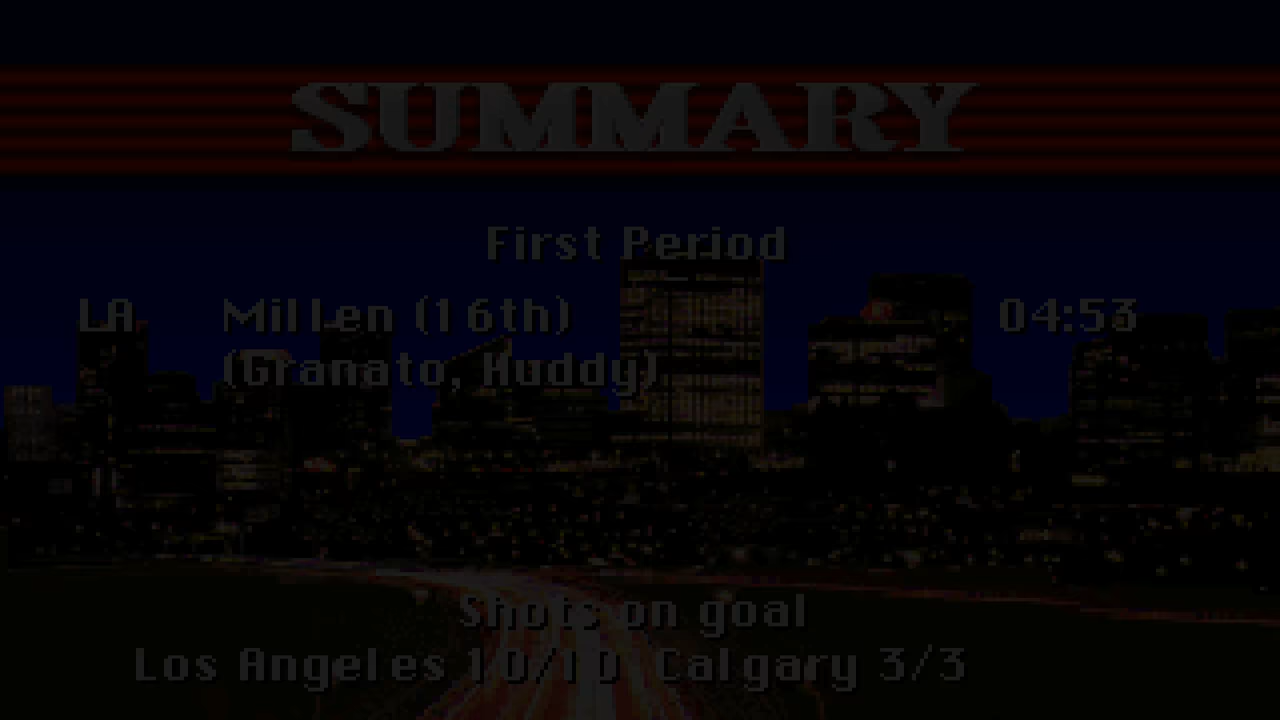 SUMMARY
First Period
LA Millen (16th) 04:53
(Granato, Huddy)
Shots on goal
Los Angeles 10/10 Calgary 3/3